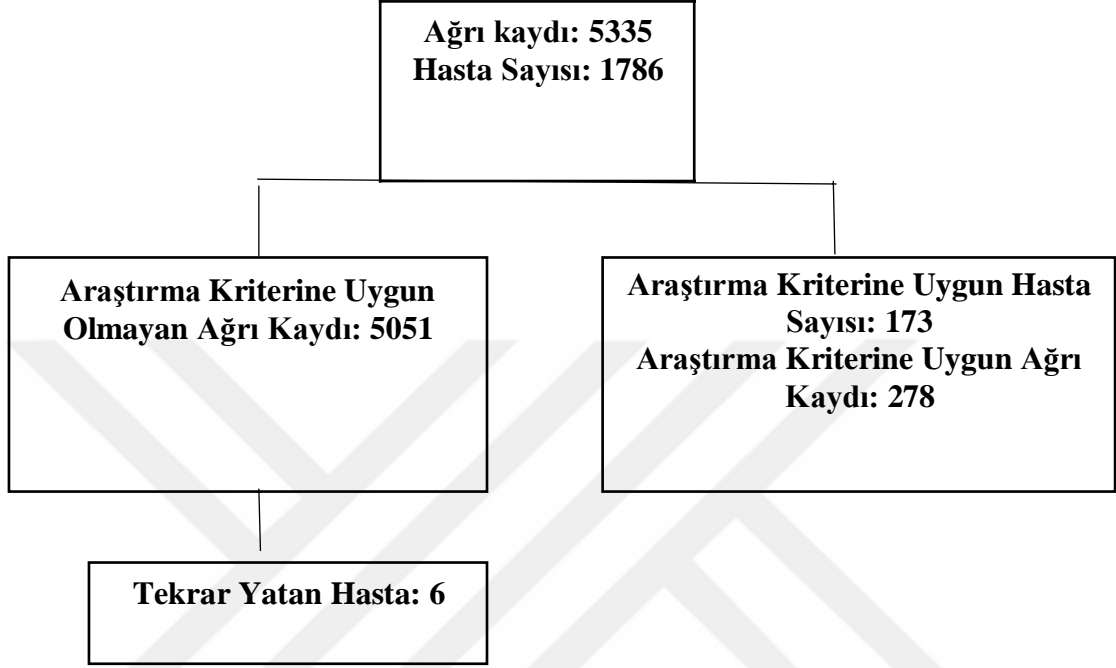 Ağrı kaydı: 5335
Hasta Sayısı: 1786
Araştırma Kriterine Uygun
Olmayan Ağrı Kaydı: 5051
Araştırma Kriterine Uygun Hasta
Sayısı: 173
Araştırma Kriterine Uygun Ağrı
Kaydı: 278
Tekrar Yatan Hasta: 6